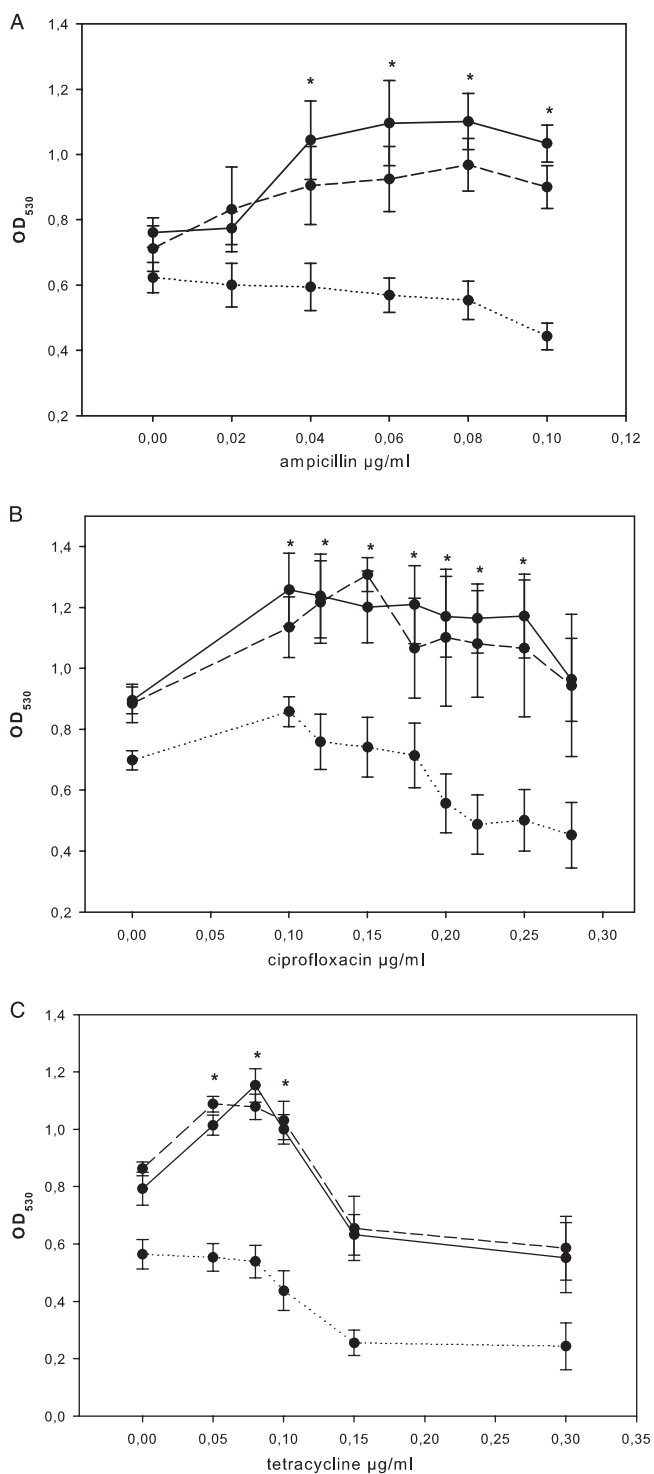 A
1,4
*
*
*
*
1,2
1,0
OD530
0,8
0,6
0,4
0,2
0,00 0,02 0,04 0,06 0,08 0,10 0,12
ampicillin µg/ml
B
1,4
* * * * * * *
1,2
1,0
OD530
0,8
0,6
0,4
0,2
0,00 0,05 0,10 0,15 0,20 0,25 0,30
ciprofloxacin µg/ml
C
1,4
1,2
* * *
1,0
OD530
0,8
0,6
0,4
0,2
0,0
0,00 0,05 0,10 0,15 0,20 0,25 0,30 0,35
tetracycline µg/ml